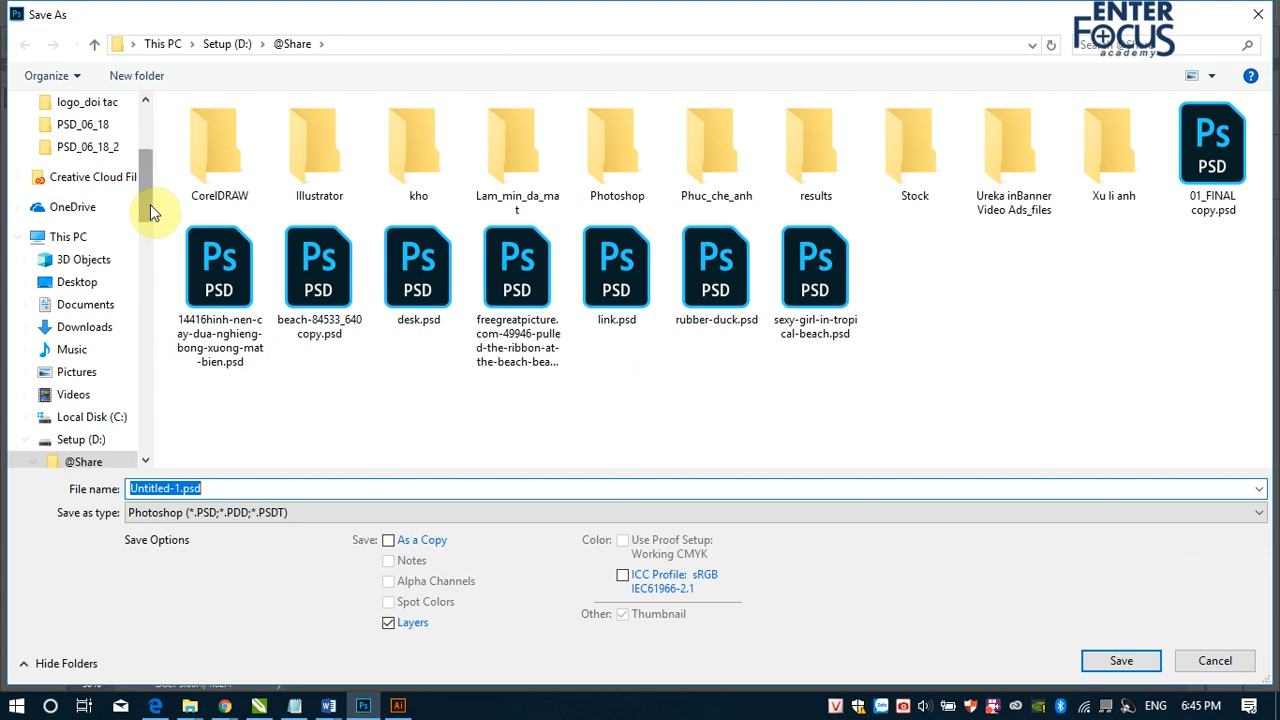 Save As
ENTER
FOCUS
academy
This PC
Setup (D:)
@Share
Organize
New folder
logo_doi tac
PSD_06_18
PSD_06_18_2
Creative Cloud Fil
OneDrive
This PC
3D Objects
Desktop
Documents
Downloads
Music
Pictures
Videos
Local Disk (C:)
Setup (D:)
@Share
CorelDRAW
Illustrator
kho
Lam_min_da_ma
t
Photoshop
Phuc_che_anh
results
Stock
Ureka inBanner
Video Ads_files
Xu li anh
Ps
PSD
01_FINAL
copy.psd
Ps
PSD
14416hinh-nen-c
ay-dua-nghieng-
bong-xuong-mat
-bien.psd
Ps
PSD
beach-84533_640
copy.psd
Ps
PSD
desk.psd
Ps
PSD
freegreatpicture.
com-49946-pulle
d-the-ribbon-at-
the-beach-bea...
Ps
PSD
link.psd
Ps
PSD
rubber-duck.psd
Ps
PSD
sexy-girl-in-tropi
cal-beach.psd
File name:
Untitled-1.psd
Save as type:
Photoshop (*.PSD;*.PDD;*.PSDT)
Save Options
Save:
As a Copy
Notes
Alpha Channels
Spot Colors
Layers
Color:
Use Proof Setup:
Working CMYK
ICC Profile: sRGB
IEC61966-2.1
Other:
Thumbnail
Hide Folders
Save
Cancel
ENG
6:45 PM